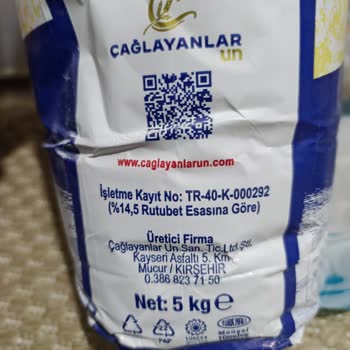 ÇAĞLAYANLAR
un
www.caglayanlarun.com
İşletme Kayıt No: TR-40-K-000292
(%14,5 Rutubet Esasına Göre)
Üretici Firma
Çağlayanlar Un San. Tic.Ltd.Şti.
Kayseri Asfaltı 5. Km
Mucur / KIRŞEHİR
0.386 823 71 50
Net: 5 kg e
PAP